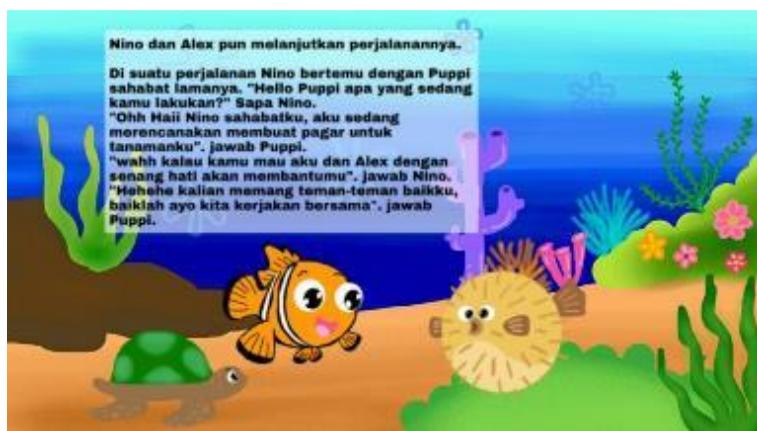 Nino dan Alex pun melanjutkan perjalanannya.
Di suatu perjalanan Nino bertemu dengan Puppi
sahabat lamanya. "Hello Puppi apa yang sedang
kamu lakukan?" Sapa Nino.
"Ohh Haii Nino sahabatku, aku sedang
merencanakan membuat pagar untuk
tanamanku". jawab Puppi.
"wahh kalau kamu mau aku dan Alex dengan
senang hati akan membantumu". jawab Nino.
"Hehehe kalian memang teman-teman baikku,
baiklah ayo kita kerjakan bersama". jawab
Puppi.